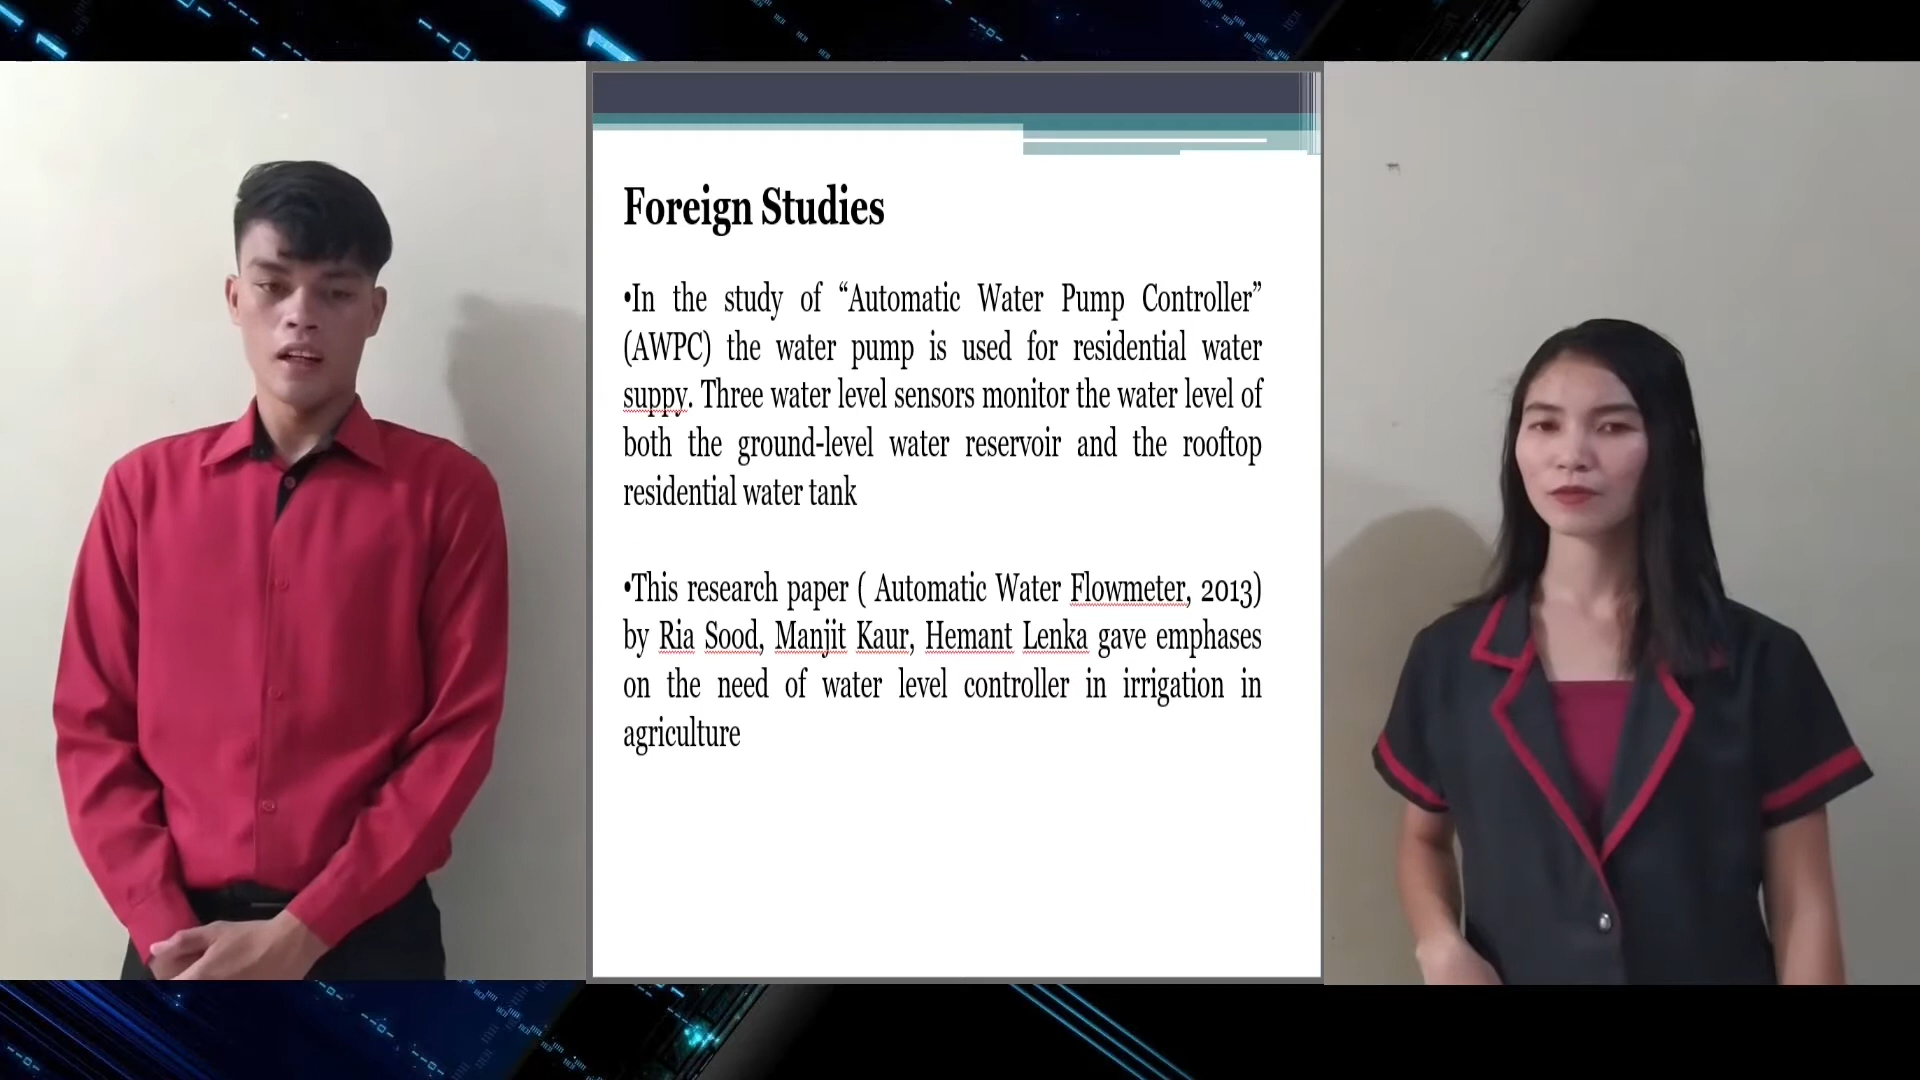 Foreign Studies
•In the study of “Automatic Water Pump Controller”
(AWPC) the water pump is used for residential water
suppy. Three water level sensors monitor the water level of
both the ground-level water reservoir and the rooftop
residential water tank
•This research paper ( Automatic Water Flowmeter, 2013)
by Ria Sood, Manjit Kaur, Hemant Lenka gave emphases
on the need of water level controller in irrigation in
agriculture